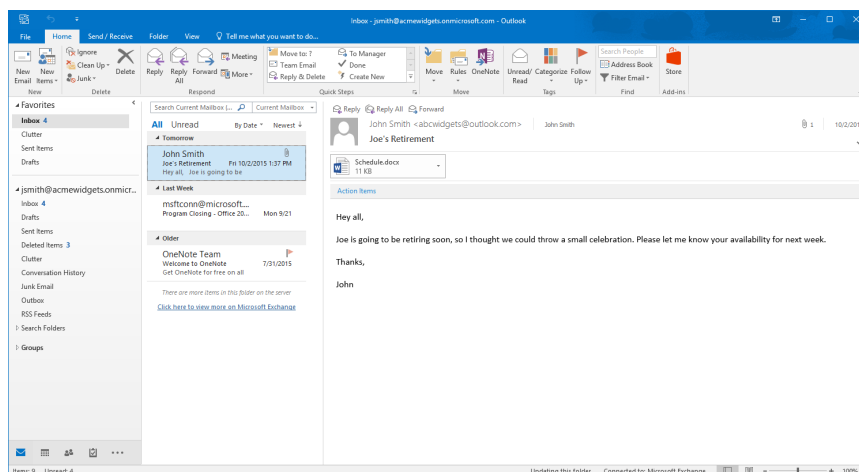 Inbox - jsmith@acmewidgets.onmicrosoft.com - Outlook
File Home Send / Receive Folder View Tell me what you want to do...
New Email
New Items
Ignore
Clean Up
Junk
Delete
Reply
Reply All
Forward
Meeting
More
Move to: ?
Team Email
Reply & Delete
To Manager
Done
Create New
Move
Rules
OneNote
Unread/ Read
Categorize
Follow Up
Search People
Address Book
Filter Email
Store
New Delete Respond Quick Steps Move Tags Find Add-ins
Favorites
Inbox 4
Clutter
Sent Items
Drafts
jsmith@acmewidgets.onmicr...
Inbox 4
Drafts
Sent Items
Deleted Items 3
Clutter
Conversation History
Junk Email
Outbox
RSS Feeds
Search Folders
Groups
Search Current Mailbox (... Current Mailbox
All Unread By Date Newest
Tomorrow
John Smith
Joe's Retirement Fri 10/2/2015 1:37 PM
Hey all, Joe is going to be
Last Week
msftconn@microsoft....
Program Closing - Office 20... Mon 9/21
Older
OneNote Team
Welcome to OneNote 7/31/2015
Get OneNote for free on all
There are more items in this folder on the server
Click here to view more on Microsoft Exchange
Reply Reply All Forward
John Smith <abcwidgets@outlook.com> John Smith
1 10/2/201
Joe's Retirement
Schedule.docx
11 KB
Action Items
Hey all,
Joe is going to be retiring soon, so I thought we could throw a small celebration. Please let me know your availability for next week.
Thanks,
John
Items: 9 Unread: 4 Updating this folder Connected to: Microsoft Exchange 100%